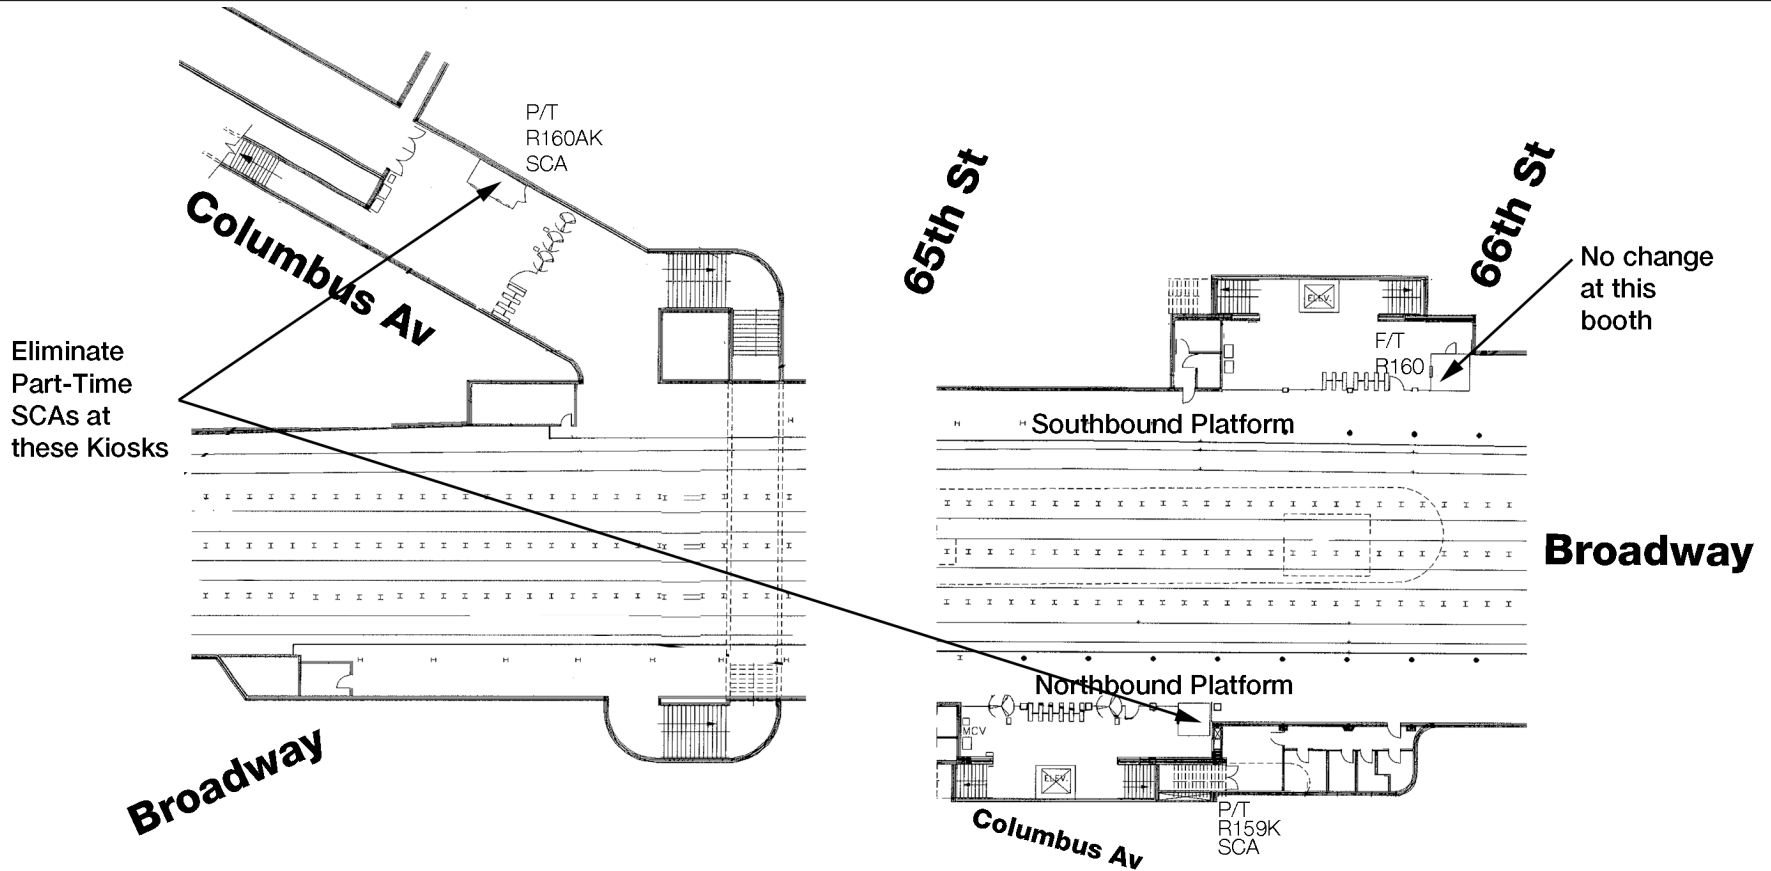 P/T
R160AK
SCA
Columbus Av
65th St
66th St
No change
at this
booth
ELEV.
F/T
R160
Eliminate
Part-Time
SCAs at
these Kiosks
Southbound Platform
Broadway
Northbound Platform
MCV
ELEV.
Broadway
Columbus Av
P/T
R159K
SCA